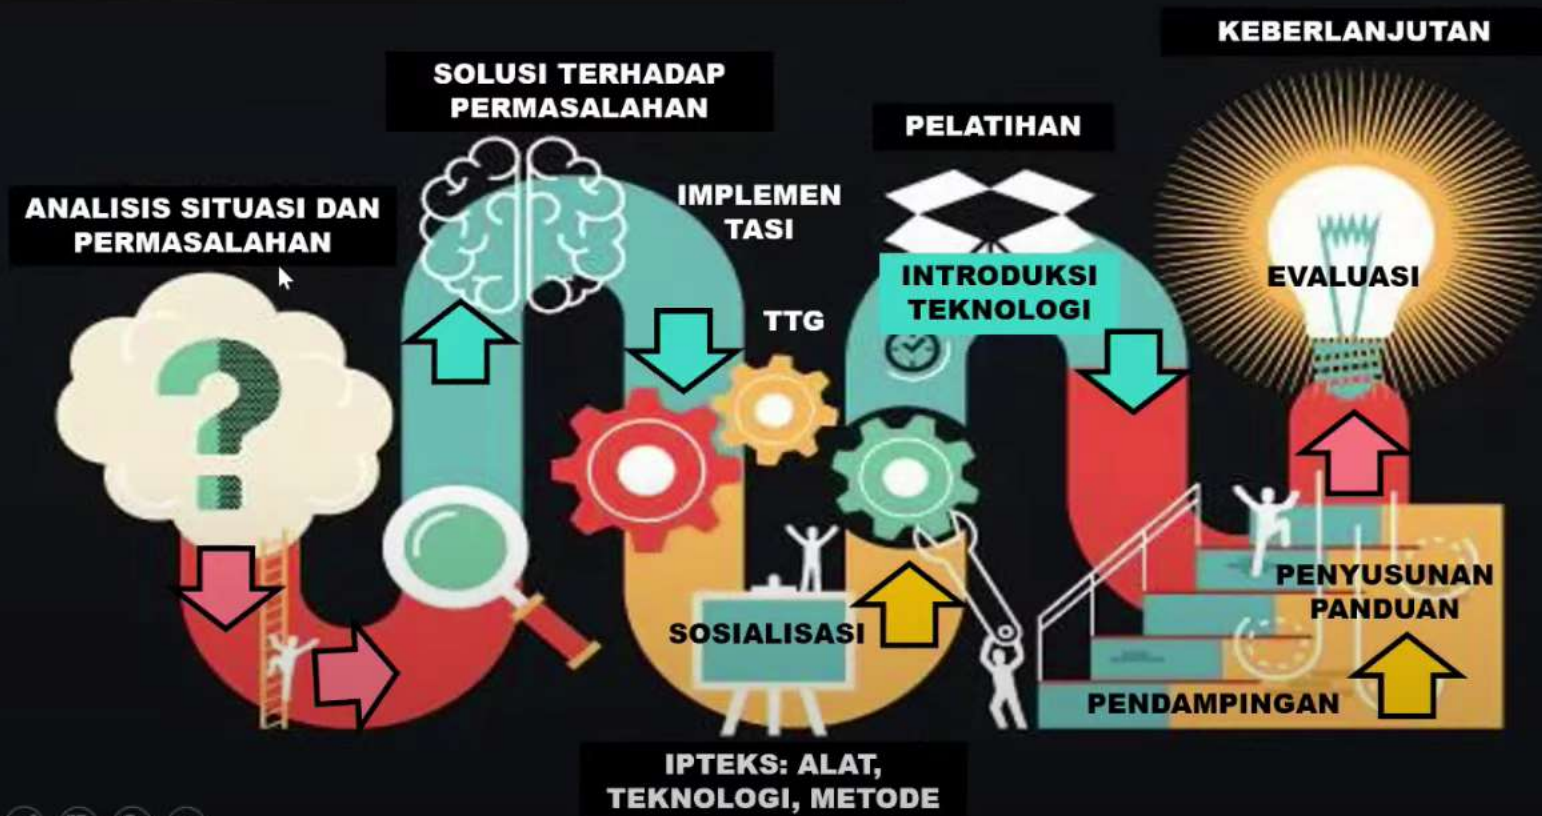 ANALISIS SITUASI DAN
PERMASALAHAN
SOLUSI TERHADAP
PERMASALAHAN
IMPLEMEN
TASI
TTG
SOSIALISASI
IPTEKS: ALAT,
TEKNOLOGI, METODE
PELATIHAN
INTRODUKSI
TEKNOLOGI
PENDAMPINGAN
PENYUSUNAN
PANDUAN
EVALUASI
KEBERLANJUTAN